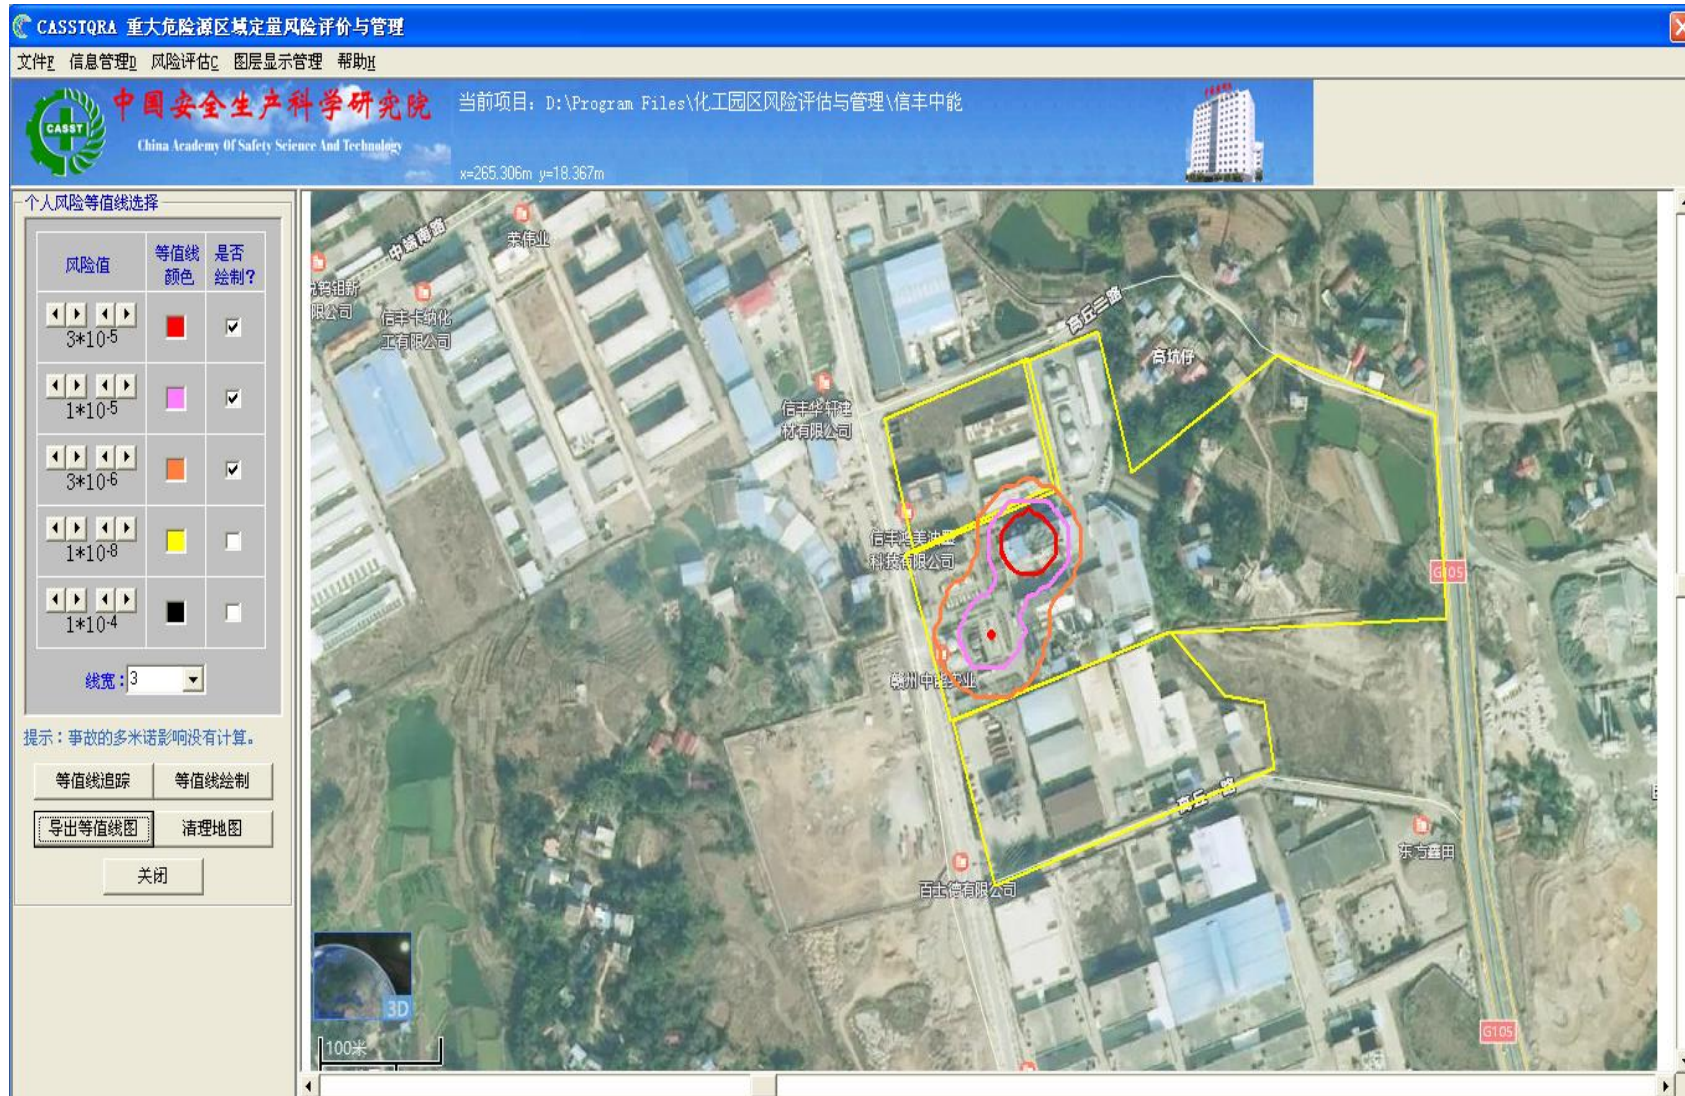 CASSTQRA 重大危险源区域定量风险评价与管理
文件F 信息管理D 风险评估C 图层显示管理 帮助H
CASST
中国安全生产科学研究院
China Academy Of Safety Science And Technology
当前项目: D:\Program Files\化工园区风险评估与管理\信丰中能
x=265.306m y=18.367m
个人风险等值线选择
风险值
等值线
颜色
是否
绘制?
3*10-5
1*10-5
3*10-6
1*10-8
1*10-4
线宽:3
提示:事故的多米诺影响没有计算。
等值线追踪
等值线绘制
导出等值线图
清理地图
关闭
中端南路
荣伟业
限公司
信丰卡纳化
工有限公司
高丘三路
高坑仔
信丰华轩建
材有限公司
科技有限公司
G105
高丘一路
东方鑫田
百士德有限公司
3D
100米
G105